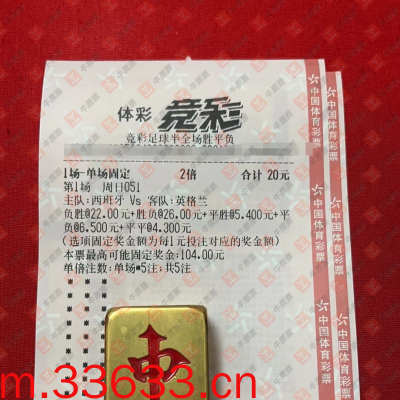 体彩 竞彩
竞彩足球半全场胜平负
1场-单场固定 2倍 合计 20元
第1场 周日051
主队:西班牙 Vs 客队:英格兰
负胜@22.00元+胜负@26.00元+平胜@5.400元+平
负@6.500元+平平@4.300元
(选项固定奖金额为每1元投注对应的奖金额)
本票最高可能固定奖金:104.00元
单倍注数:单场*5注;共5注
中国体育彩票
中国体育彩票
中国体育彩票
m.33633.cn